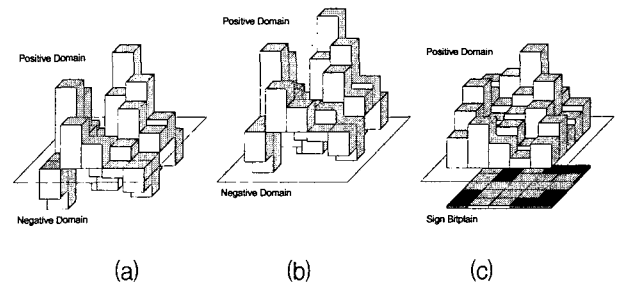 Positive Domain
Negative Domain
(a)
Positive Domain
Negative Domain
(b)
Positive Domain
Sign Bitplain
(c)